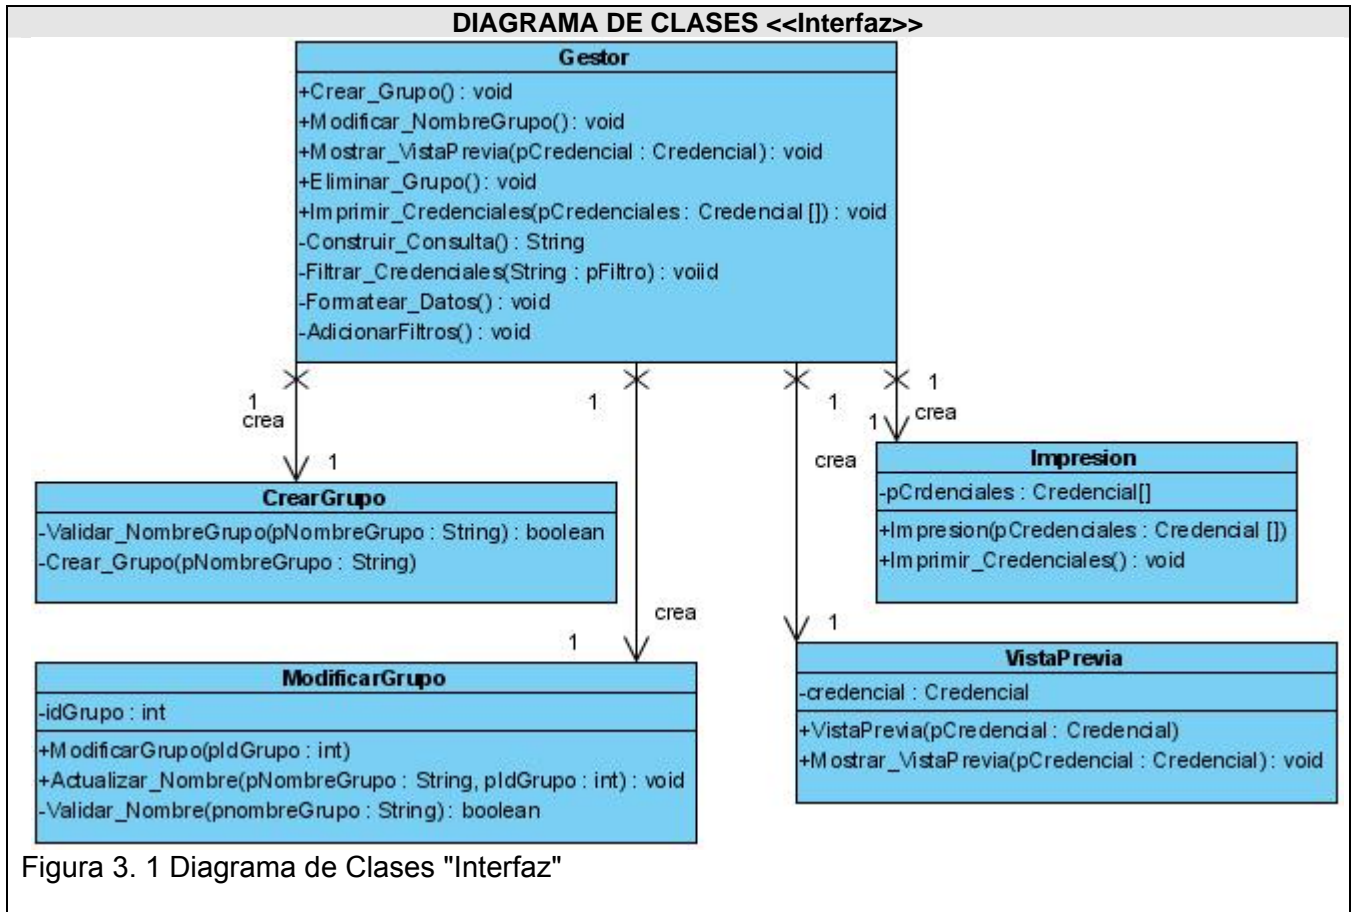 DIAGRAMA DE CLASES <<Interfaz>>
Gestor
+Crear_Grupo() : void
+Modificar_NombreGrupo() : void
+Mostrar_VistaPrevia(pCredencial : Credencial) : void
+Eliminar_Grupo() : void
+Imprimir_Credenciales(pCredenciales : Credencial []) : void
-Construir_Consulta() : String
-Filtrar_Credenciales(String : pFiltro) : voiid
-Formatear_Datos() : void
-AdicionarFiltros() : void
1
crea
1
1
crea
1
1
crea
1
1
crea
1
CrearGrupo
-Validar_NombreGrupo(pNombreGrupo : String) : boolean
-Crear_Grupo(pNombreGrupo : String)
Impresion
-pCrdenciales : Credencial[]
+Impresion(pCredenciales : Credencial [])
+Imprimir_Credenciales() : void
ModificarGrupo
-idGrupo : int
+ModificarGrupo(pIdGrupo : int)
+Actualizar_Nombre(pNombreGrupo : String, pIdGrupo : int) : void
-Validar_Nombre(pnombreGrupo : String) : boolean
VistaPrevia
-credencial : Credencial
+VistaPrevia(pCredencial : Credencial)
+Mostrar_VistaPrevia(pCredencial : Credencial) : void
Figura 3. 1 Diagrama de Clases "Interfaz"